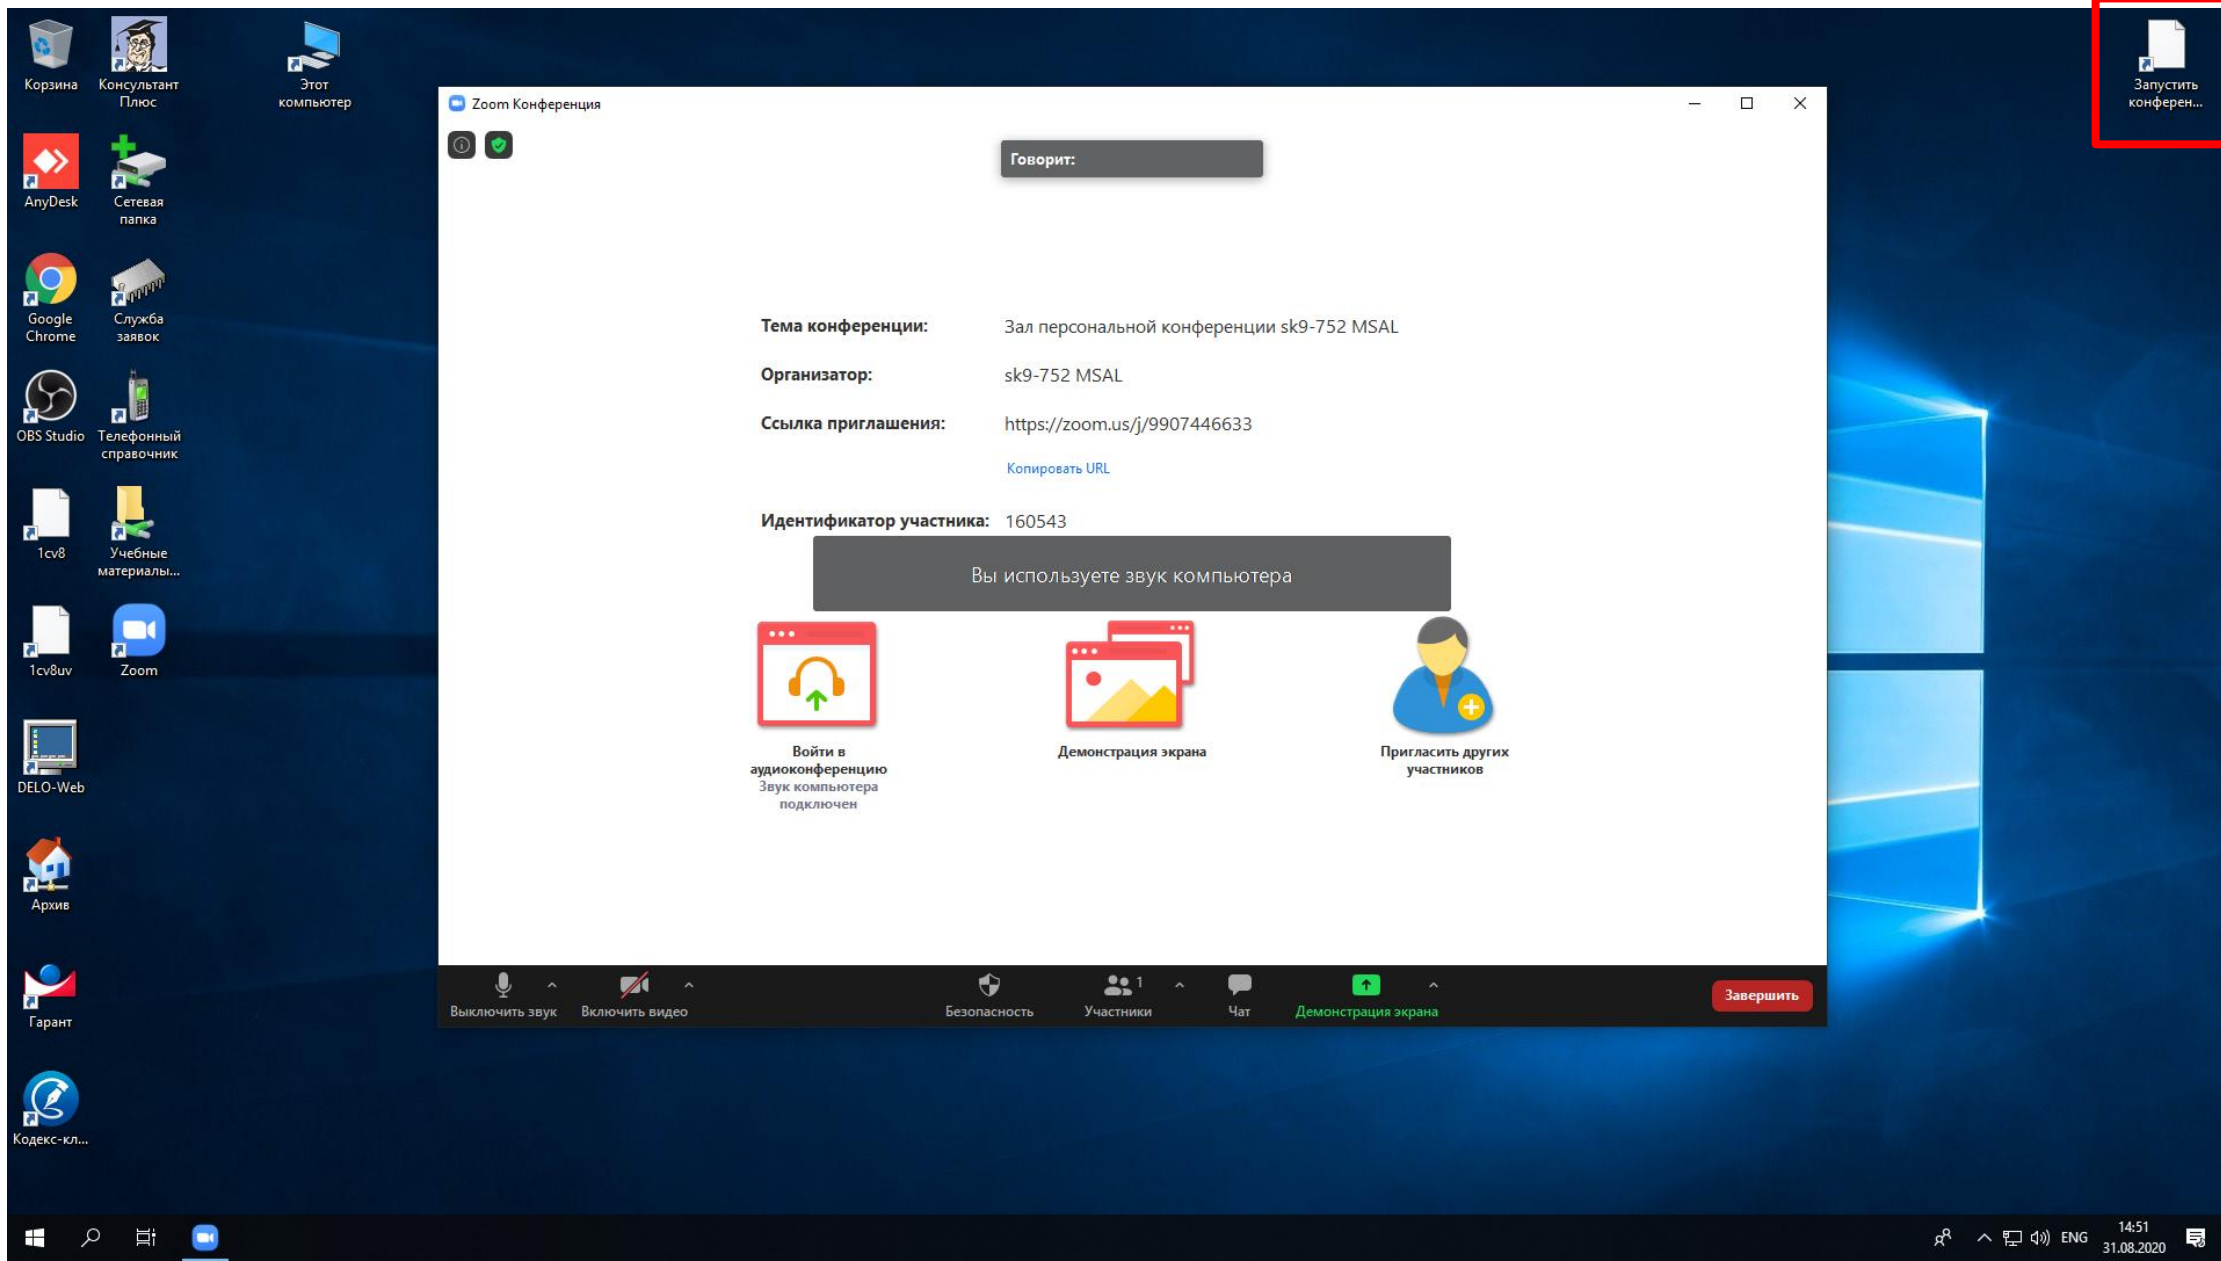 Корзина
Консультант
Плюс
Этот
компьютер
Запустить
конферен...
AnyDesk
Сетевая
папка
Google
Chrome
Служба
заявок
OBS Studio
Телефонный
справочник
1cv8
Учебные
материалы...
1cv8uv
Zoom
DELO-Web
Архив
Гарант
Кодекс-кл...
Zoom Конференция
Говорит:
Тема конференции: Зал персональной конференции sk9-752 MSAL
Организатор: sk9-752 MSAL
Ссылка приглашения: https://zoom.us/j/9907446633
Копировать URL
Идентификатор участника: 160543
Вы используете звук компьютера
Войти в
аудиоконференцию
Звук компьютера
подключен
Демонстрация экрана
Пригласить других
участников
Выключить звук
Включить видео
Безопасность
1
Участники
Чат
Демонстрация экрана
Завершить
ENG
14:51
31.08.2020